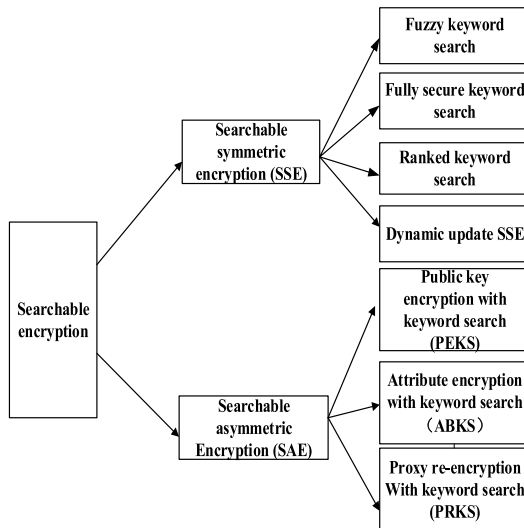 Fuzzy keyword
search
Fully secure keyword
search
Searchable
symmetric
encryption (SSE)
Ranked keyword
search
Dynamic update SSE
Searchable
encryption
Public key
encryption with
keyword search
(PEKS)
Searchable
asymmetric
Encryption (SAE)
Attribute encryption
with keyword search
（ABKS）
Proxy re-encryption
With keyword search
(PRKS)